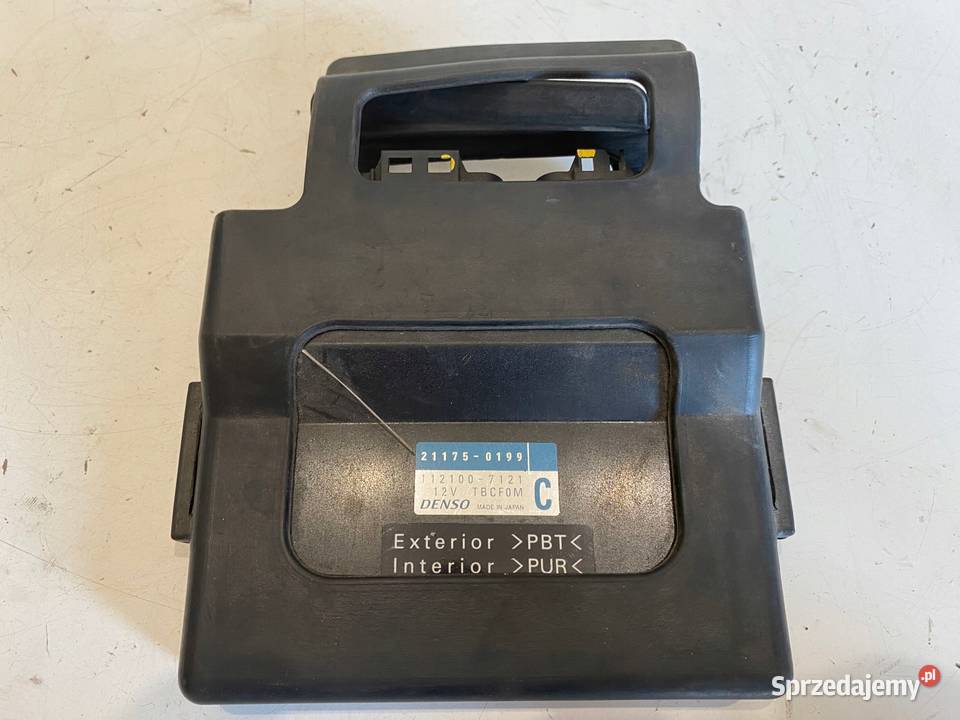 21175-0199
112100-7121
12V TBCF0M
DENSO MADE IN JAPAN
C
Exterior >PBT<
Interior >PUR<
Sprzedajemy.pl